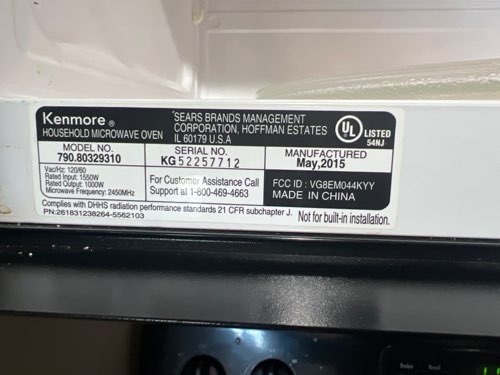 Kenmore ®
HOUSEHOLD MICROWAVE OVEN
SEARS BRANDS MANAGEMENT
CORPORATION, HOFFMAN ESTATES
IL 60179 U.S.A
UL
LISTED
54NJ
MODEL NO.
790.80329310
SERIAL NO.
KG52257712
MANUFACTURED
May,2015
Vac/Hz: 120/60
Rated Input: 1550W
Rated Output: 1000W
Microwave Frequency: 2450MHz
For Customer Assistance Call
Support at 1-800-469-4663
FCC ID : VG8EM044KYY
MADE IN CHINA
Complies with DHHS radiation performance standards 21 CFR subchapter J.
Not for built-in installation.
PN:261831238264-5562103